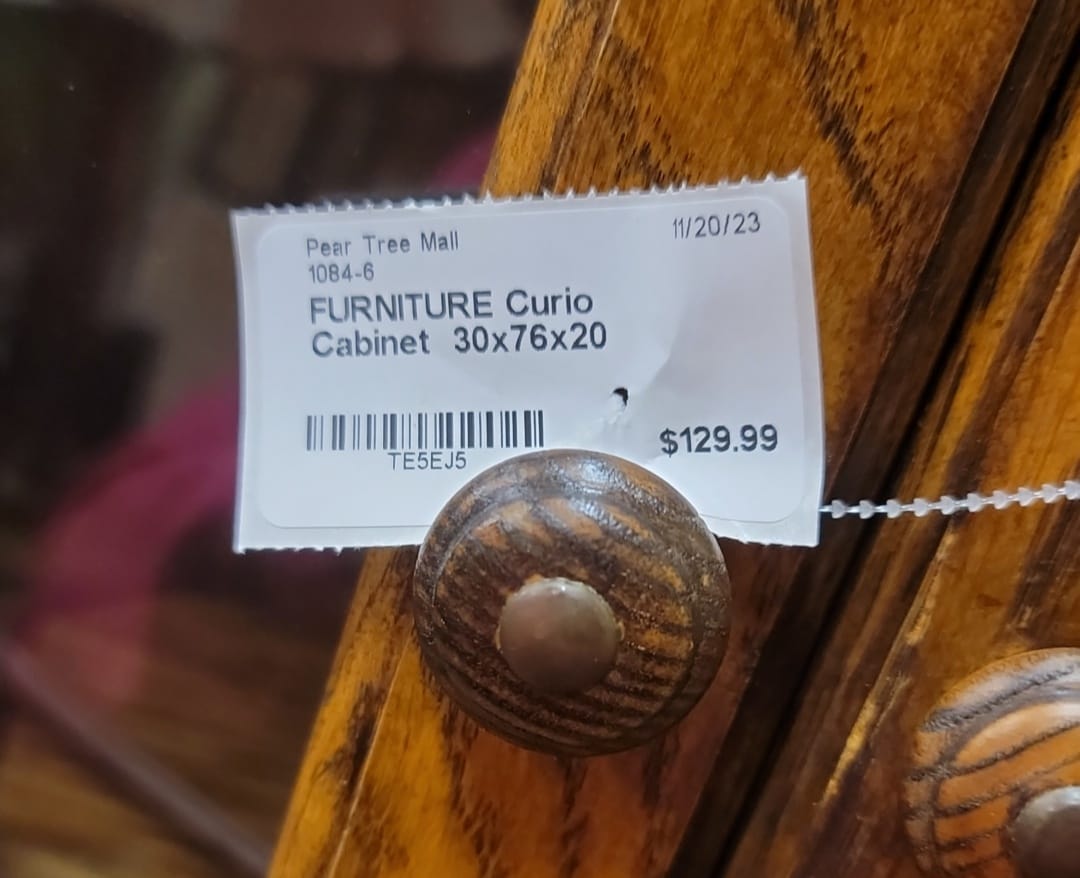 Pear Tree Mall 11/20/23
1084-6
FURNITURE Curio
Cabinet 30x76x20
$129.99
TE5EJ5